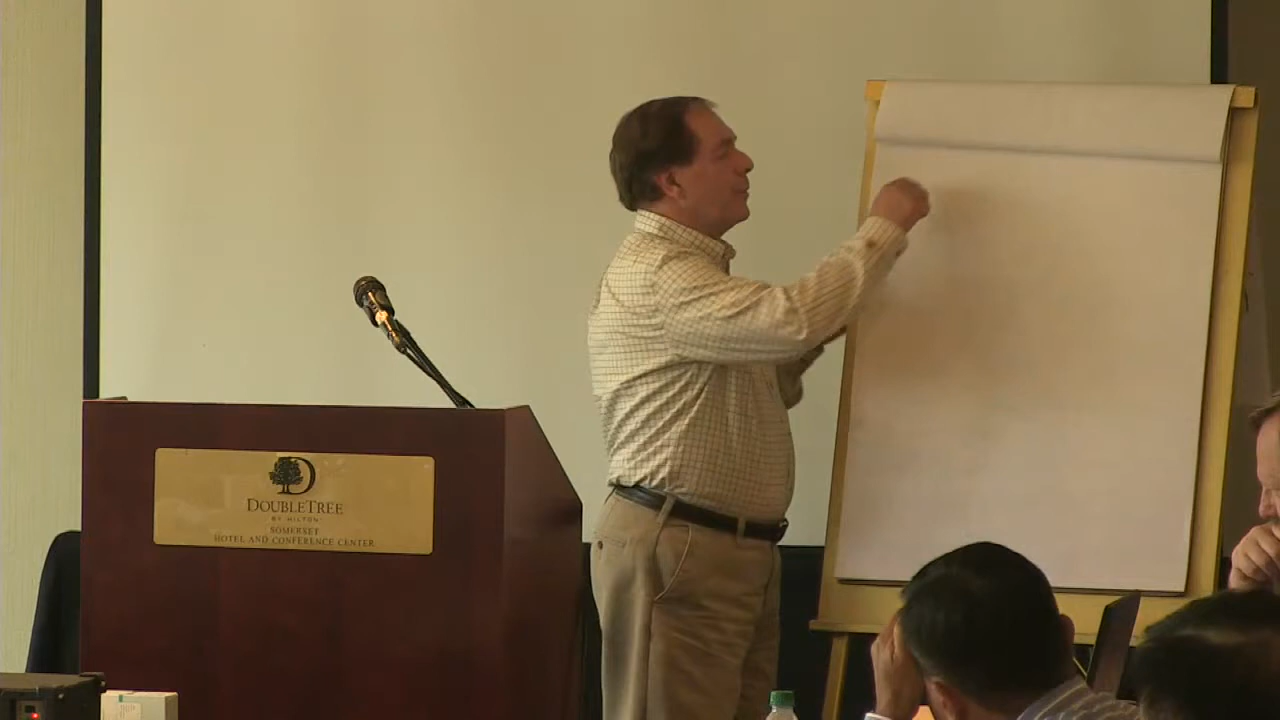 D
DOUBLETREE
BY HILTON
SOMERSET
HOTEL AND CONFERENCE CENTER